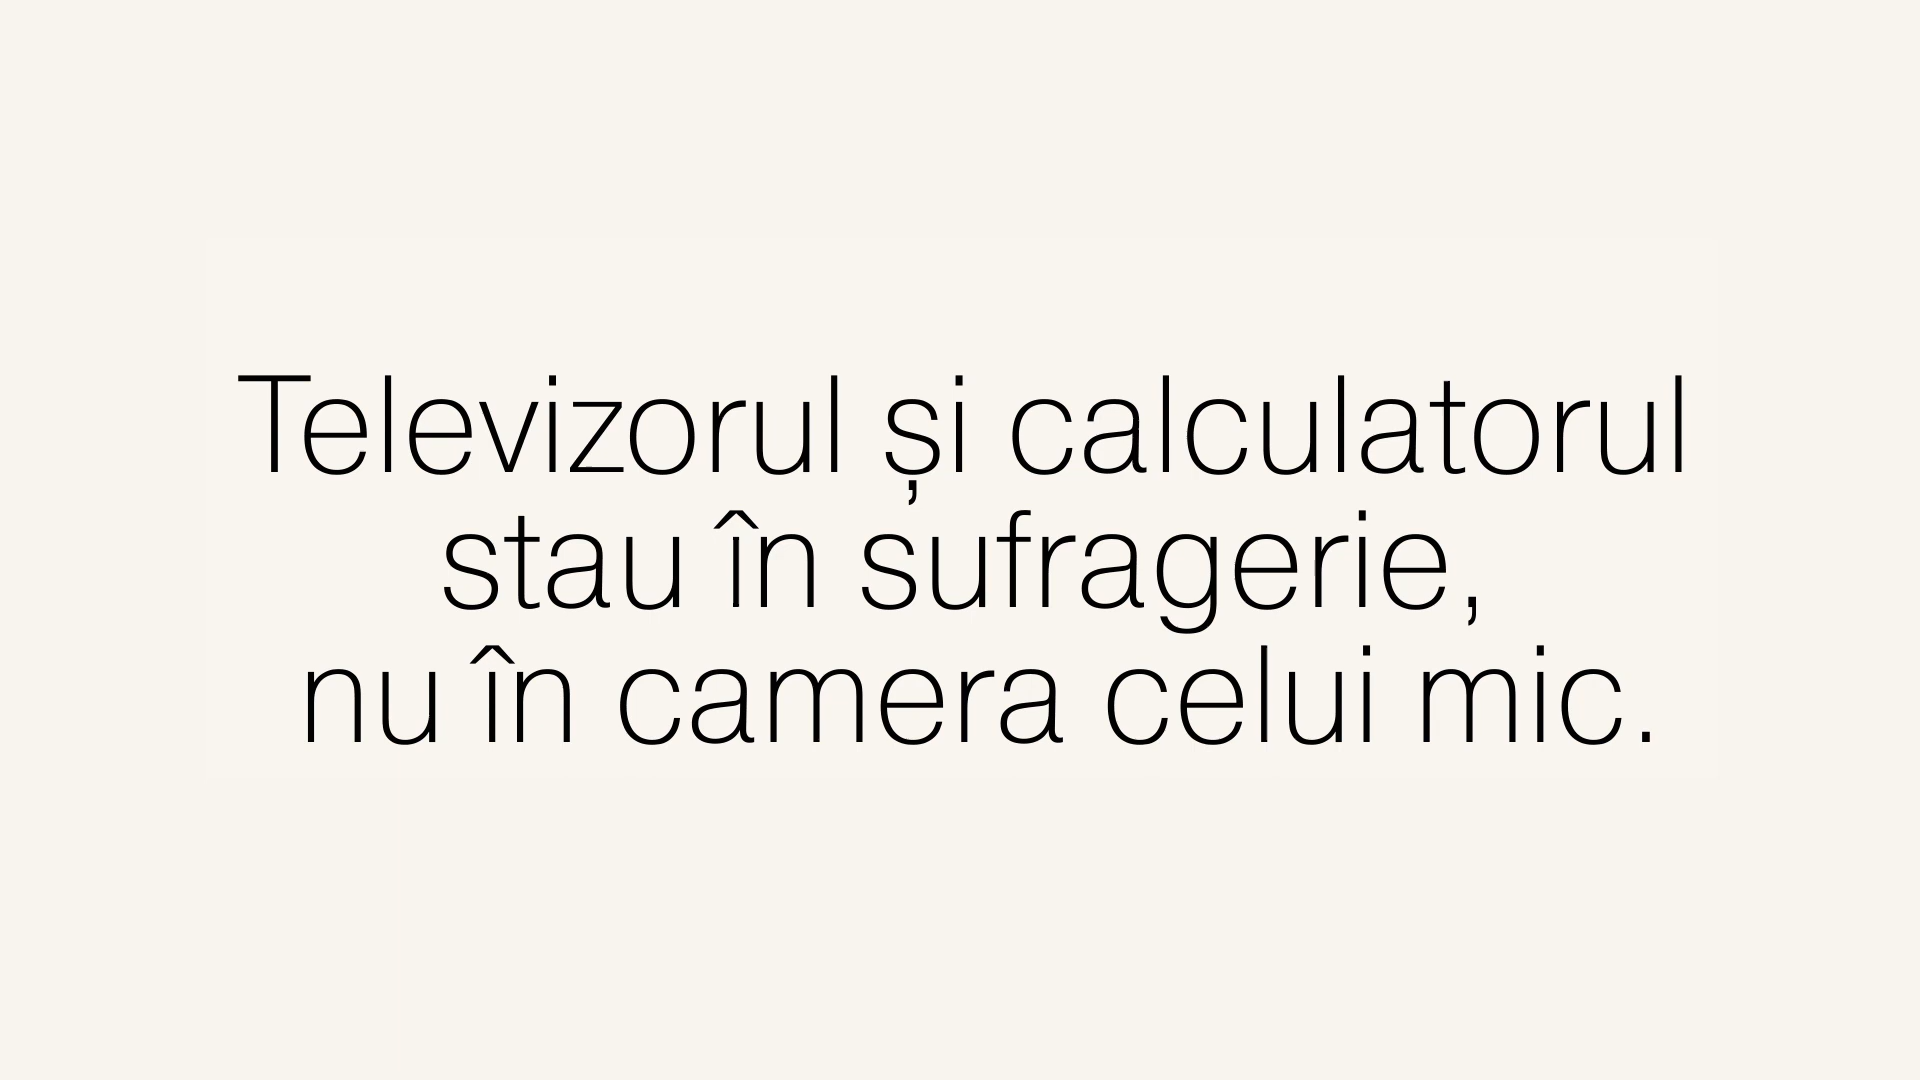 Televizorul și calculatorul
stau în sufragerie,
nu în camera celui mic.